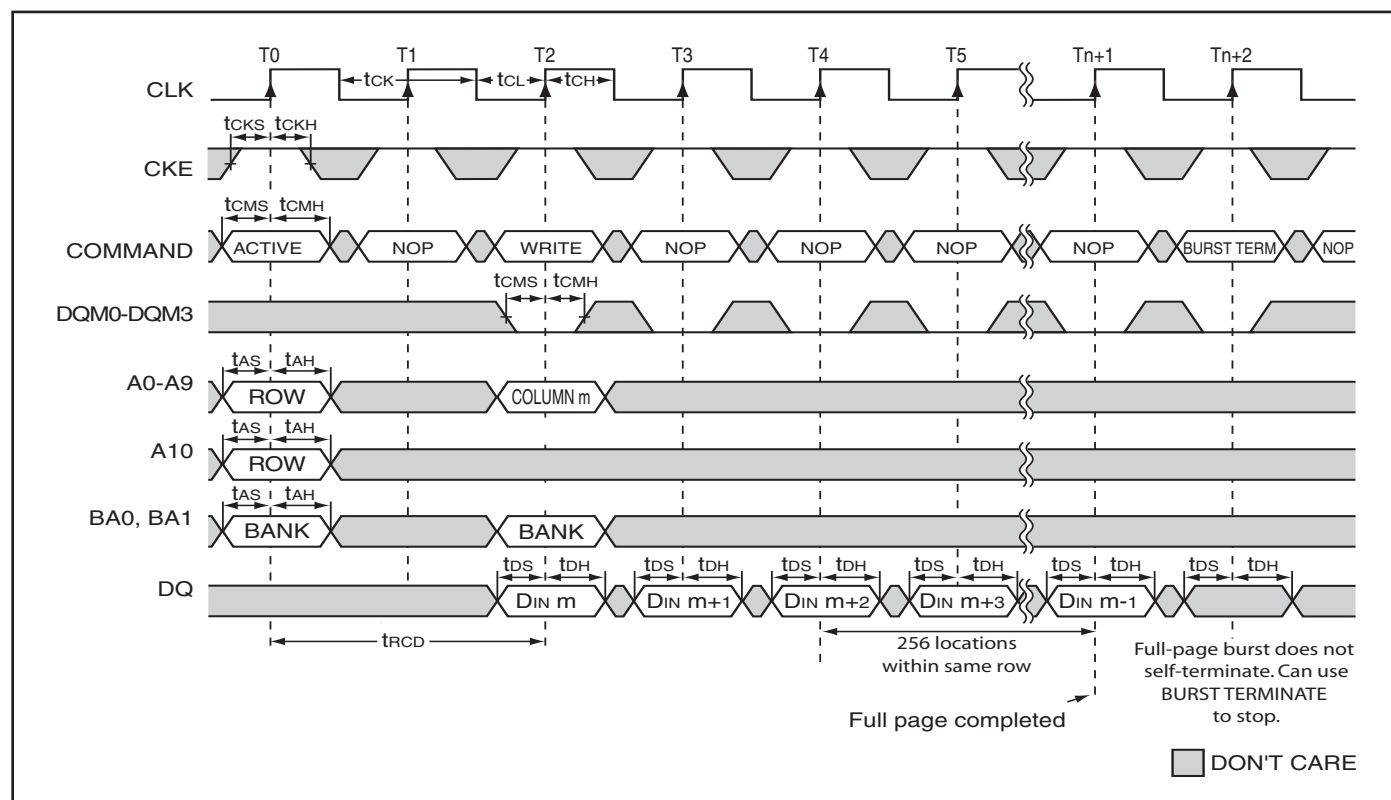 T0 T1 T2 T3 T4 T5 Tn+1 Tn+2
CLK tCK tCL tCH
tCKS tCKH
CKE
tCMS tCMH
COMMAND ACTIVE NOP WRITE NOP NOP NOP NOP BURST TERM NOP
tCMS tCMH
DQM0-DQM3
tAS tAH
A0-A9 ROW COLUMN m
tAS tAH
A10 ROW
tAS tAH
BA0, BA1 BANK BANK
tDS tDH tDS tDH tDS tDH tDS tDH tDS tDH tDS tDH
DQ DIN m DIN m+1 DIN m+2 DIN m+3 DIN m-1
tRCD
256 locations
within same row
Full page completed
Full-page burst does not
self-terminate. Can use
BURST TERMINATE
to stop.
DON'T CARE